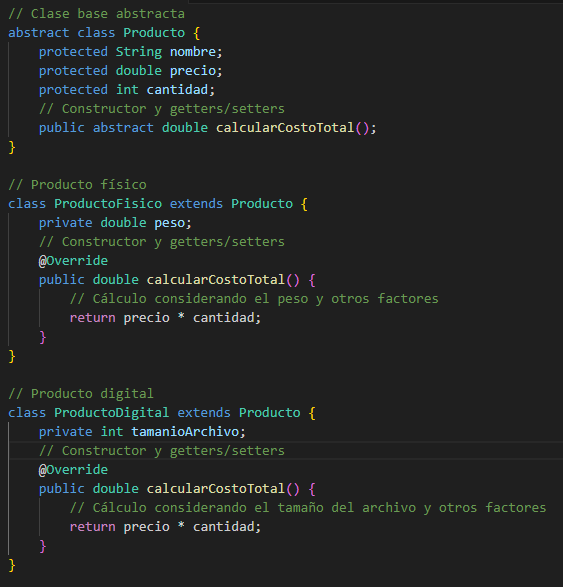 // Clase base abstracta
abstract class Producto {
    protected String nombre;
    protected double precio;
    protected int cantidad;
    // Constructor y getters/setters
    public abstract double calcularCostoTotal();
}

// Producto físico
class ProductoFisico extends Producto {
    private double peso;
    // Constructor y getters/setters
    @Override
    public double calcularCostoTotal() {
        // Cálculo considerando el peso y otros factores
        return precio * cantidad;
    }
}

// Producto digital
class ProductoDigital extends Producto {
    private int tamanioArchivo;
    // Constructor y getters/setters
    @Override
    public double calcularCostoTotal() {
        // Cálculo considerando el tamaño del archivo y otros factores
        return precio * cantidad;
    }
}